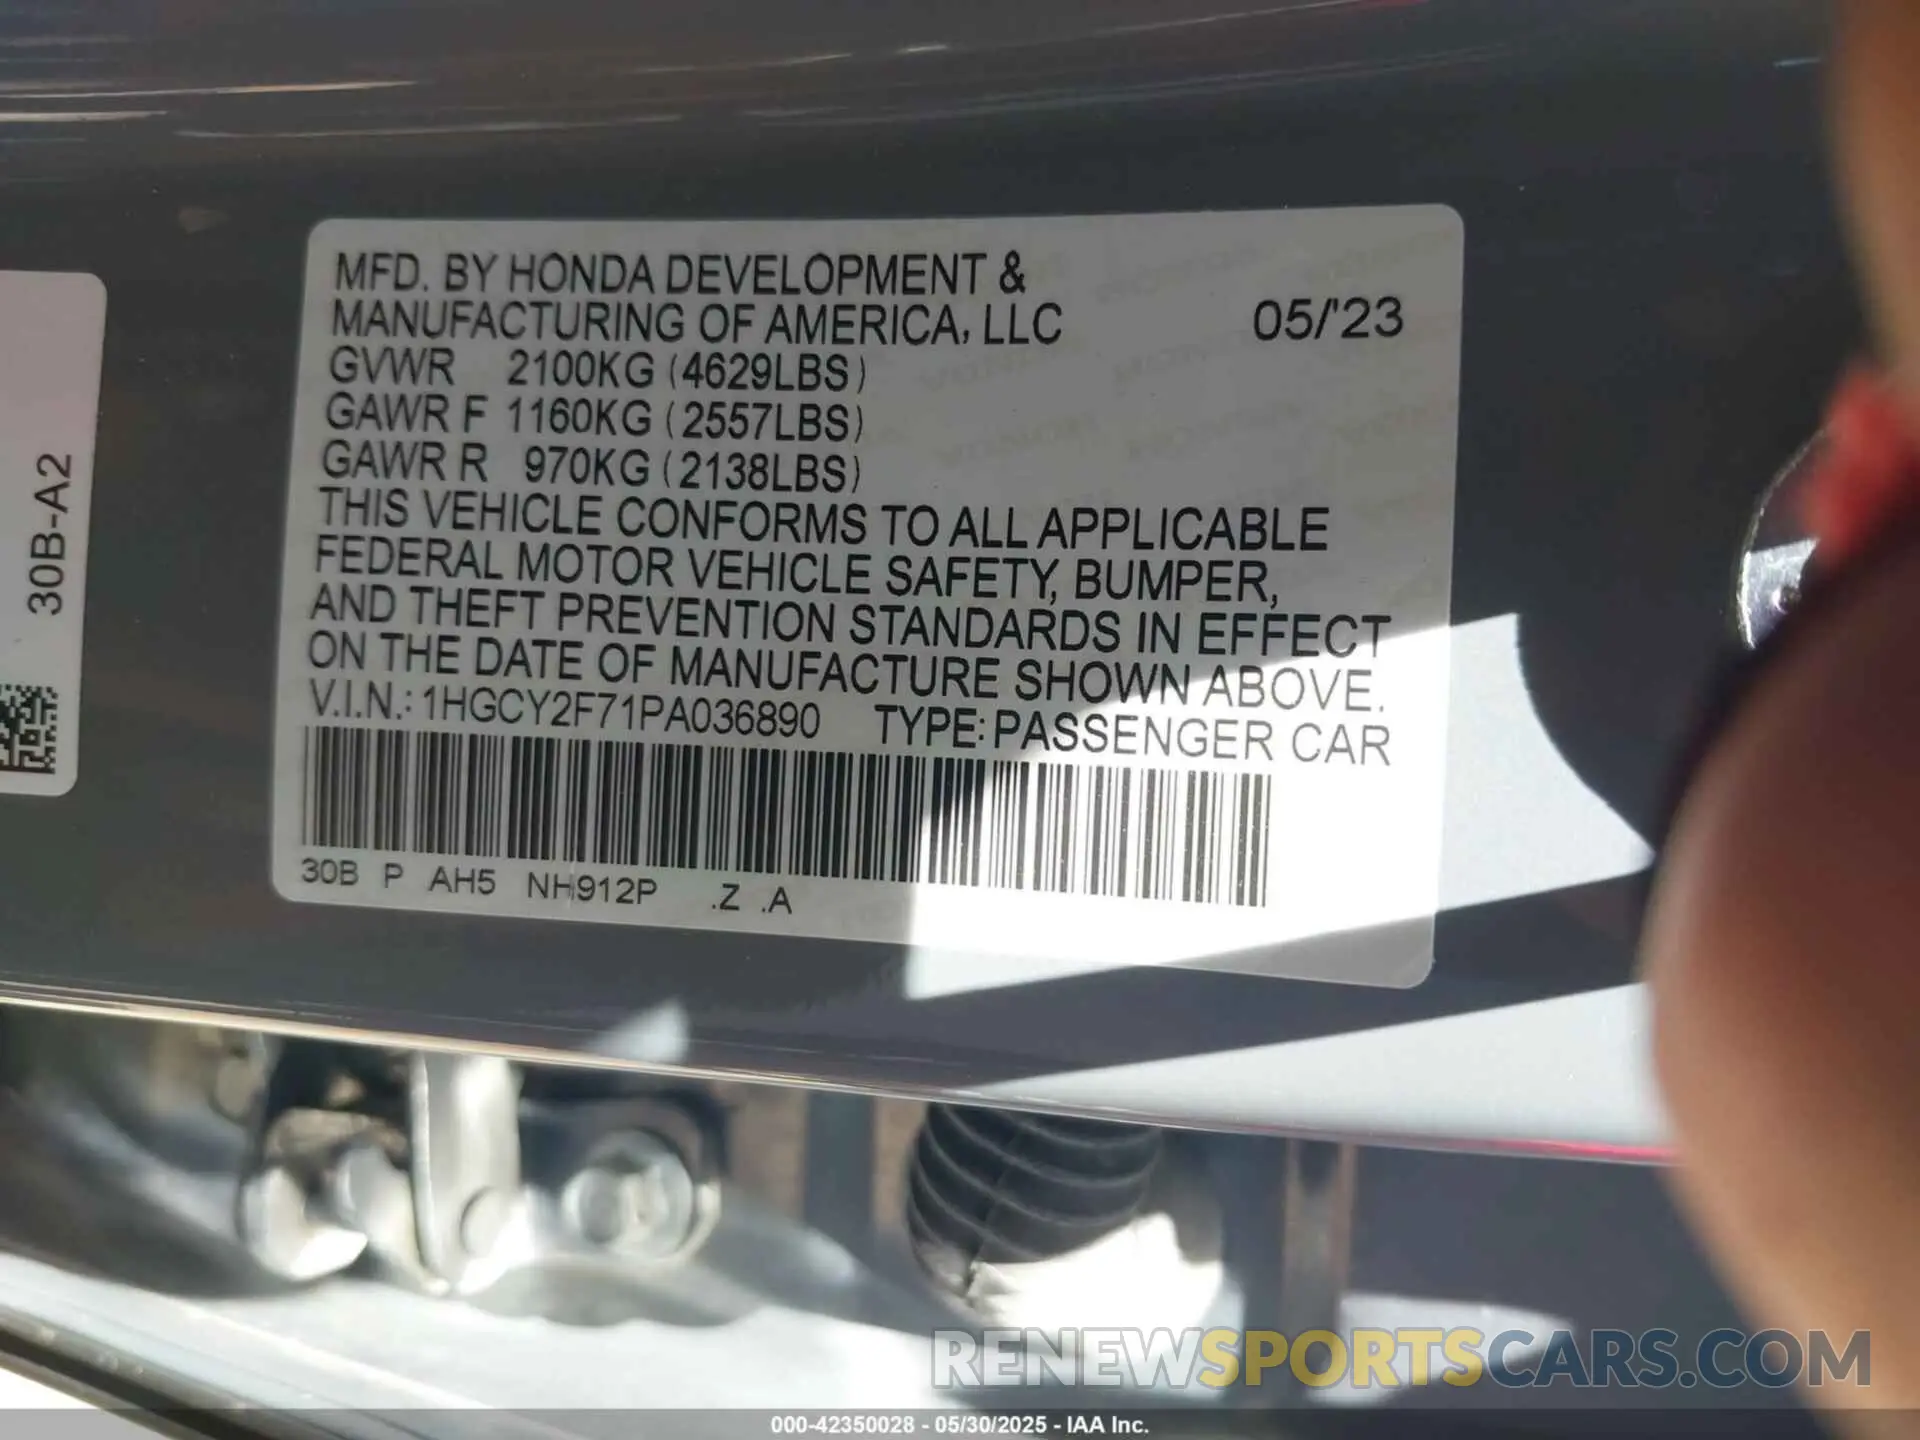 MFD. BY HONDA DEVELOPMENT &
MANUFACTURING OF AMERICA, LLC 05/'23
GVWR 2100KG (4629LBS)
GAWR F 1160KG (2557LBS)
GAWR R 970KG (2138LBS)
THIS VEHICLE CONFORMS TO ALL APPLICABLE
FEDERAL MOTOR VEHICLE SAFETY, BUMPER,
AND THEFT PREVENTION STANDARDS IN EFFECT
ON THE DATE OF MANUFACTURE SHOWN ABOVE.
V.I.N.: 1HGCY2F71PA036890 TYPE: PASSENGER CAR
30B P AH5 NH912P .Z .A
30B-A2
RENEWSPORTSCARS.COM
000-42350028 - 05/30/2025 - IAA Inc.